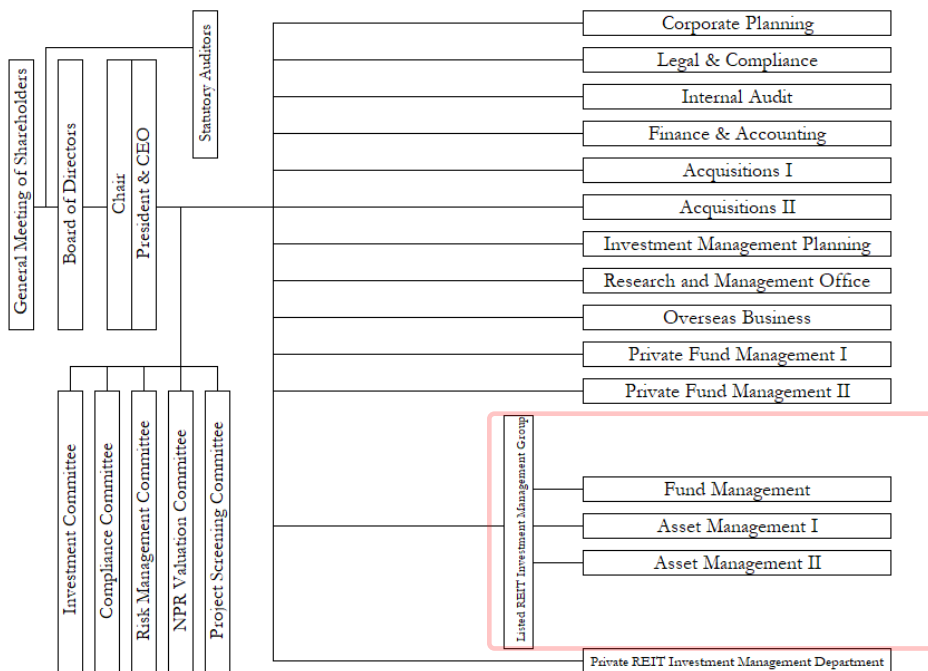 General Meeting of Shareholders
Board of Directors
Chair
President & CEO
Statutory Auditors
Investment Committee
Compliance Committee
Risk Management Committee
NPR Valuation Committee
Project Screening Committee
Corporate Planning
Legal & Compliance
Internal Audit
Finance & Accounting
Acquisitions I
Acquisitions II
Investment Management Planning
Research and Management Office
Overseas Business
Private Fund Management I
Private Fund Management II
Listed REIT Investment Management Group
Fund Management
Asset Management I
Asset Management II
Private REIT Investment Management Department